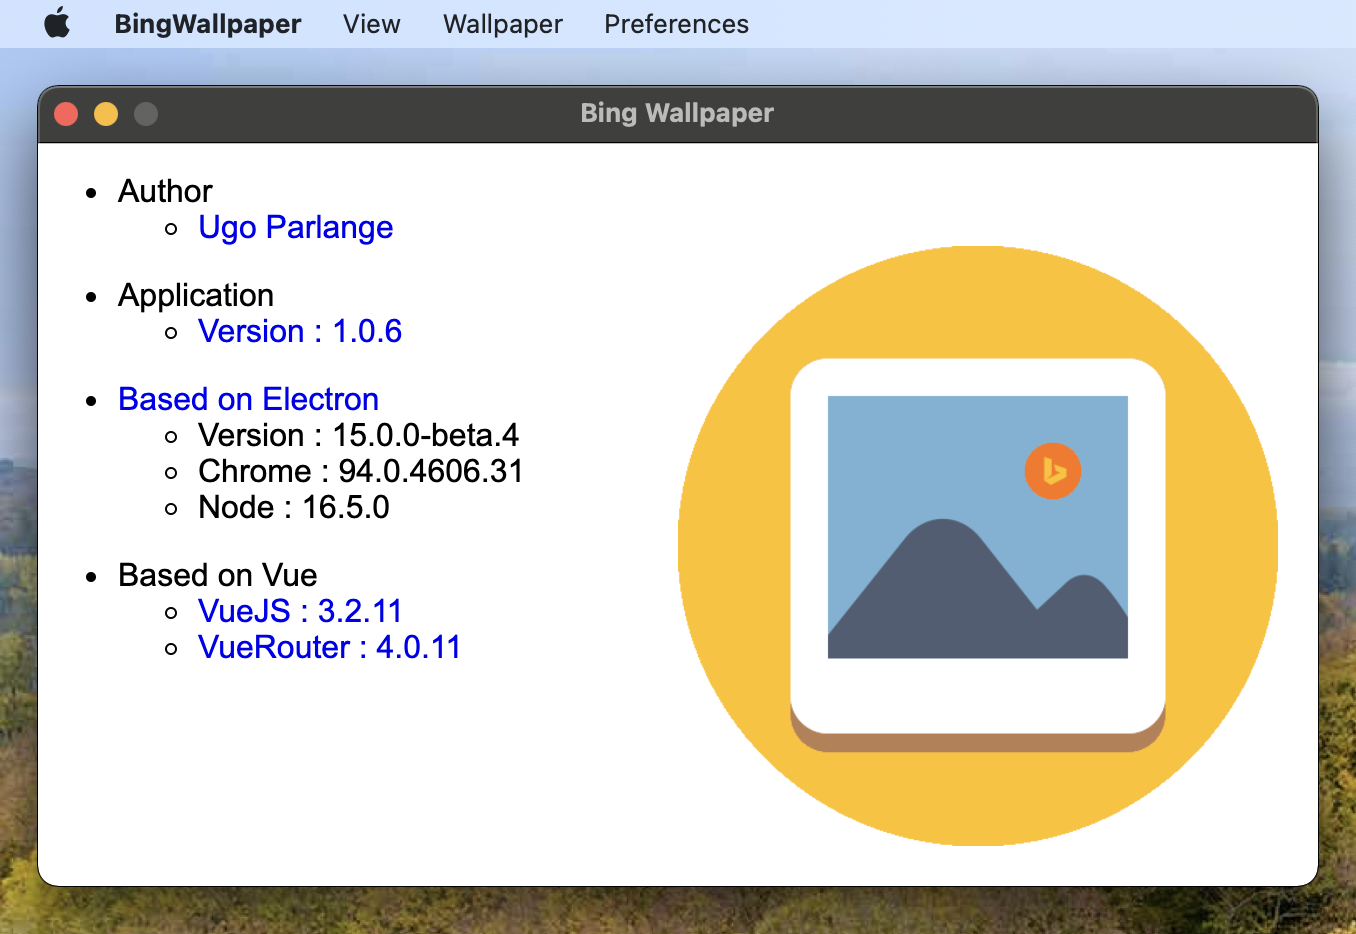 BingWallpaper View Wallpaper Preferences
Bing Wallpaper
Author
Ugo Parlange
Application
Version : 1.0.6
Based on Electron
Version : 15.0.0-beta.4
Chrome : 94.0.4606.31
Node : 16.5.0
Based on Vue
VueJS : 3.2.11
VueRouter : 4.0.11